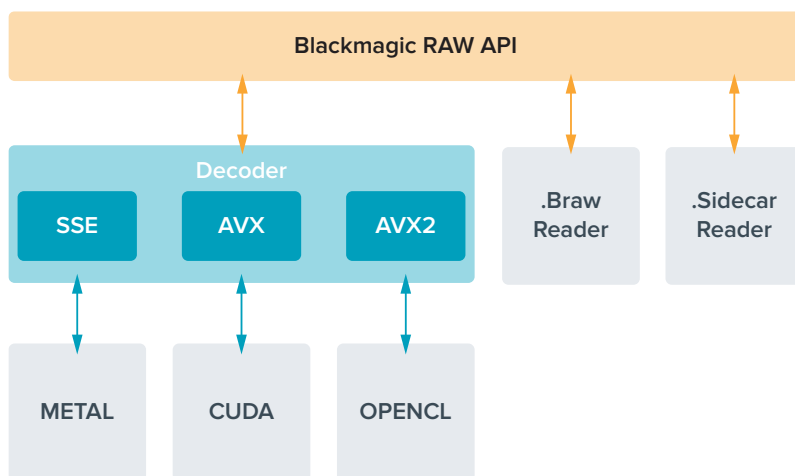 Blackmagic RAW API
Decoder
SSE
AVX
AVX2
.Braw
Reader
.Sidecar
Reader
METAL
CUDA
OPENCL